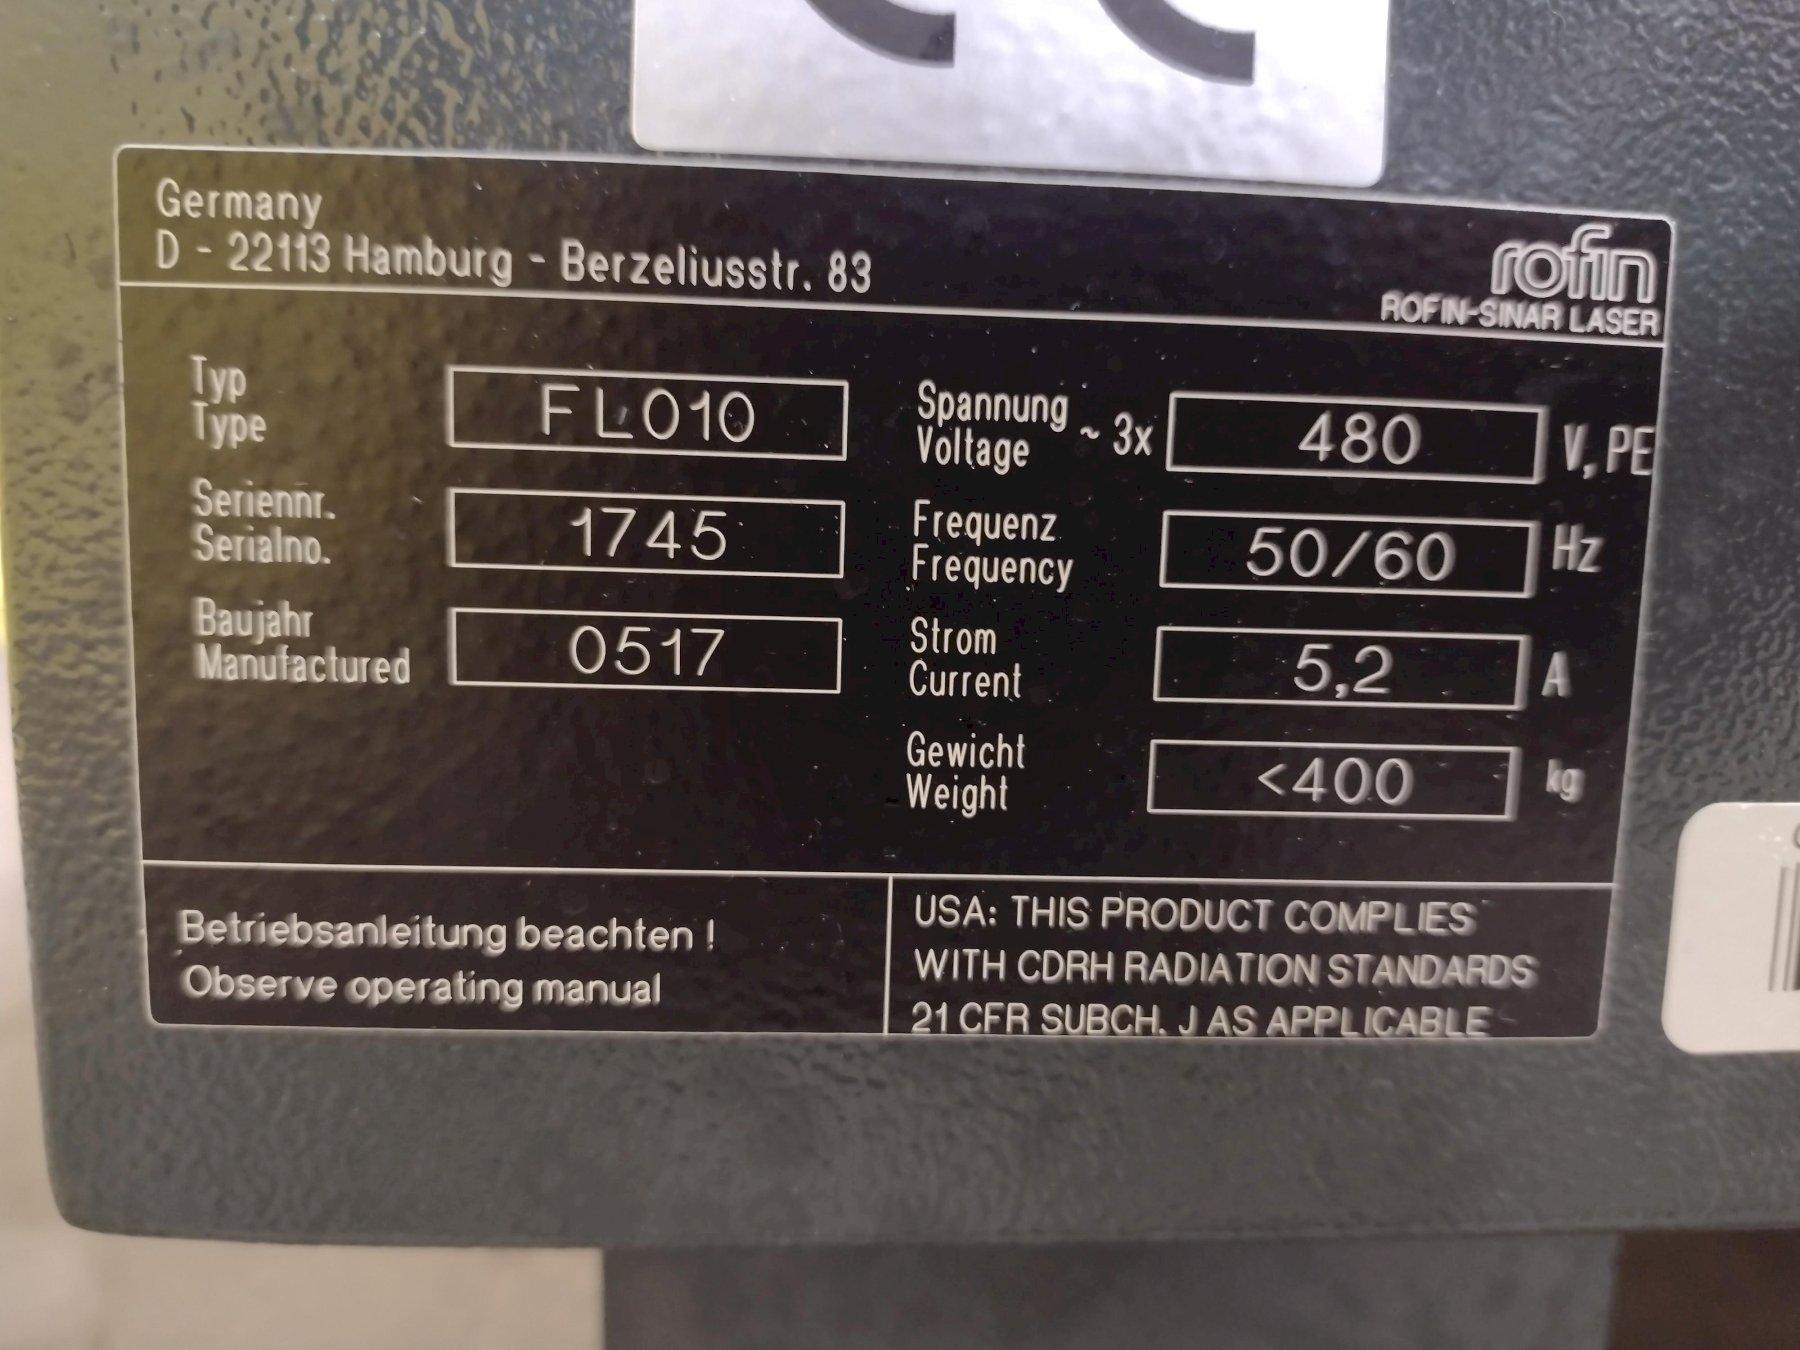 CE
Germany
D - 22113 Hamburg - Berzeliusstr. 83
rofin
ROFIN-SINAR LASER
Typ
Type
FL010
Seriennr.
Serialno.
1745
Baujahr
Manufactured
0517
Spannung
Voltage
~ 3x
480
V, PE
Frequenz
Frequency
50/60
Hz
Strom
Current
5,2
A
Gewicht
Weight
<400
kg
Betriebsanleitung beachten !
Observe operating manual
USA: THIS PRODUCT COMPLIES
WITH CDRH RADIATION STANDARDS
21 CFR SUBCH. J AS APPLICABLE